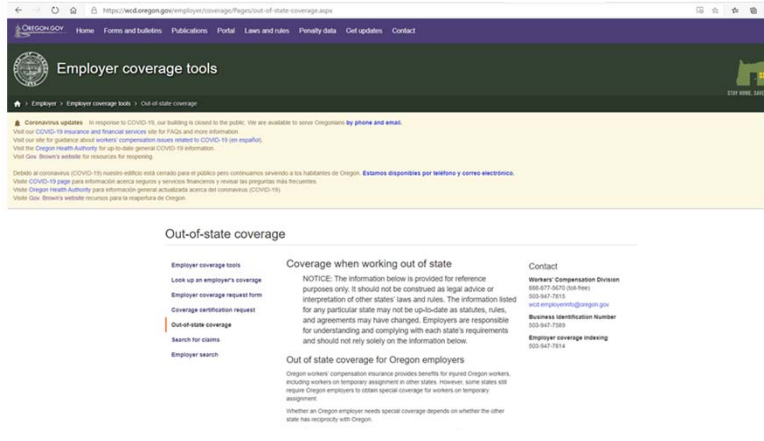 https://wcd.oregon.gov/employer/coverage/Pages/out-of-state-coverage.aspx
OREGON.GOV Home Forms and bulletins Publications Portal Laws and rules Penalty data Get updates Contact
Employer coverage tools
Employer > Employer coverage tools > Out-of-state coverage
Coronavirus updates In response to COVID-19, our building is closed to the public. We are available to serve Oregonians by phone and email.
Visit our COVID-19 insurance and financial services site for FAQs and more information.
Visit our site for guidance about workers' compensation issues related to COVID-19 (en español).
Visit the Oregon Health Authority for up-to-date general COVID-19 information.
Visit Gov. Brown's website for resources for reopening.
Debido al coronavirus (COVID-19) nuestro edificio está cerrado para el público pero continuamos sirviendo a los habitantes de Oregon. Estamos disponibles por teléfono y correo electrónico.
Visite COVID-19 page para información acerca seguros y servicios financieros y revisar las preguntas más frecuentes.
Visite Oregon Health Authority para información general actualizada acerca del coronavirus (COVID-19).
Visite Gov. Brown's website recursos para la reapertura de Oregon.
Out-of-state coverage
Employer coverage tools
Look up an employer's coverage
Employer coverage request form
Coverage certification request
Out-of-state coverage
Search for claims
Employer search
Coverage when working out of state
NOTICE: The information below is provided for reference
purposes only. It should not be construed as legal advice or
interpretation of other states' laws and rules. The information listed
for any particular state may not be up-to-date as statutes, rules,
and agreements may have changed. Employers are responsible
for understanding and complying with each state's requirements
and should not rely solely on the information below.
Out of state coverage for Oregon employers
Oregon workers' compensation insurance provides benefits for injured Oregon workers,
including workers on temporary assignment in other states. However, some states still
require Oregon employers to obtain special coverage for workers on temporary
assignment.
Whether an Oregon employer needs special coverage depends on whether the other
state has reciprocity with Oregon.
Contact
Workers' Compensation Division
888-877-5670 (toll-free)
503-947-7815
wcd.employerinfo@oregon.gov
Business Identification Number
503-947-7589
Employer coverage indexing
503-947-7814